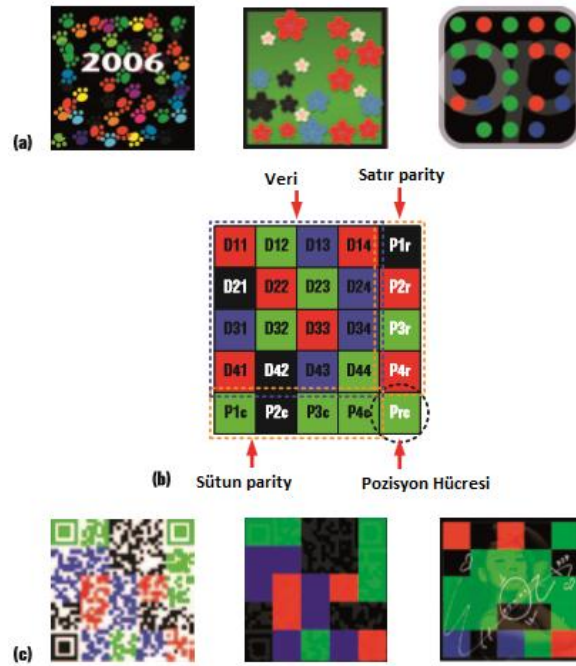 2006
(a)
Veri
Satır parity
D11 D12 D13 D14 P1r
D21 D22 D23 D24 P2r
D31 D32 D33 D34 P3r
D41 D42 D43 D44 P4r
P1c P2c P3c P4c Prc
(b)
Sütun parity
Pozisyon Hücresi
(c)